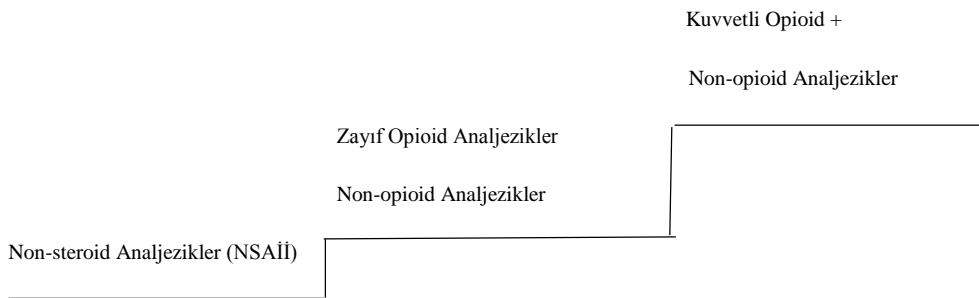 Kuvvetli Opioid +
Non-opioid Analjezikler
Zayıf Opioid Analjezikler
Non-opioid Analjezikler
Non-steroid Analjezikler (NSAİİ)